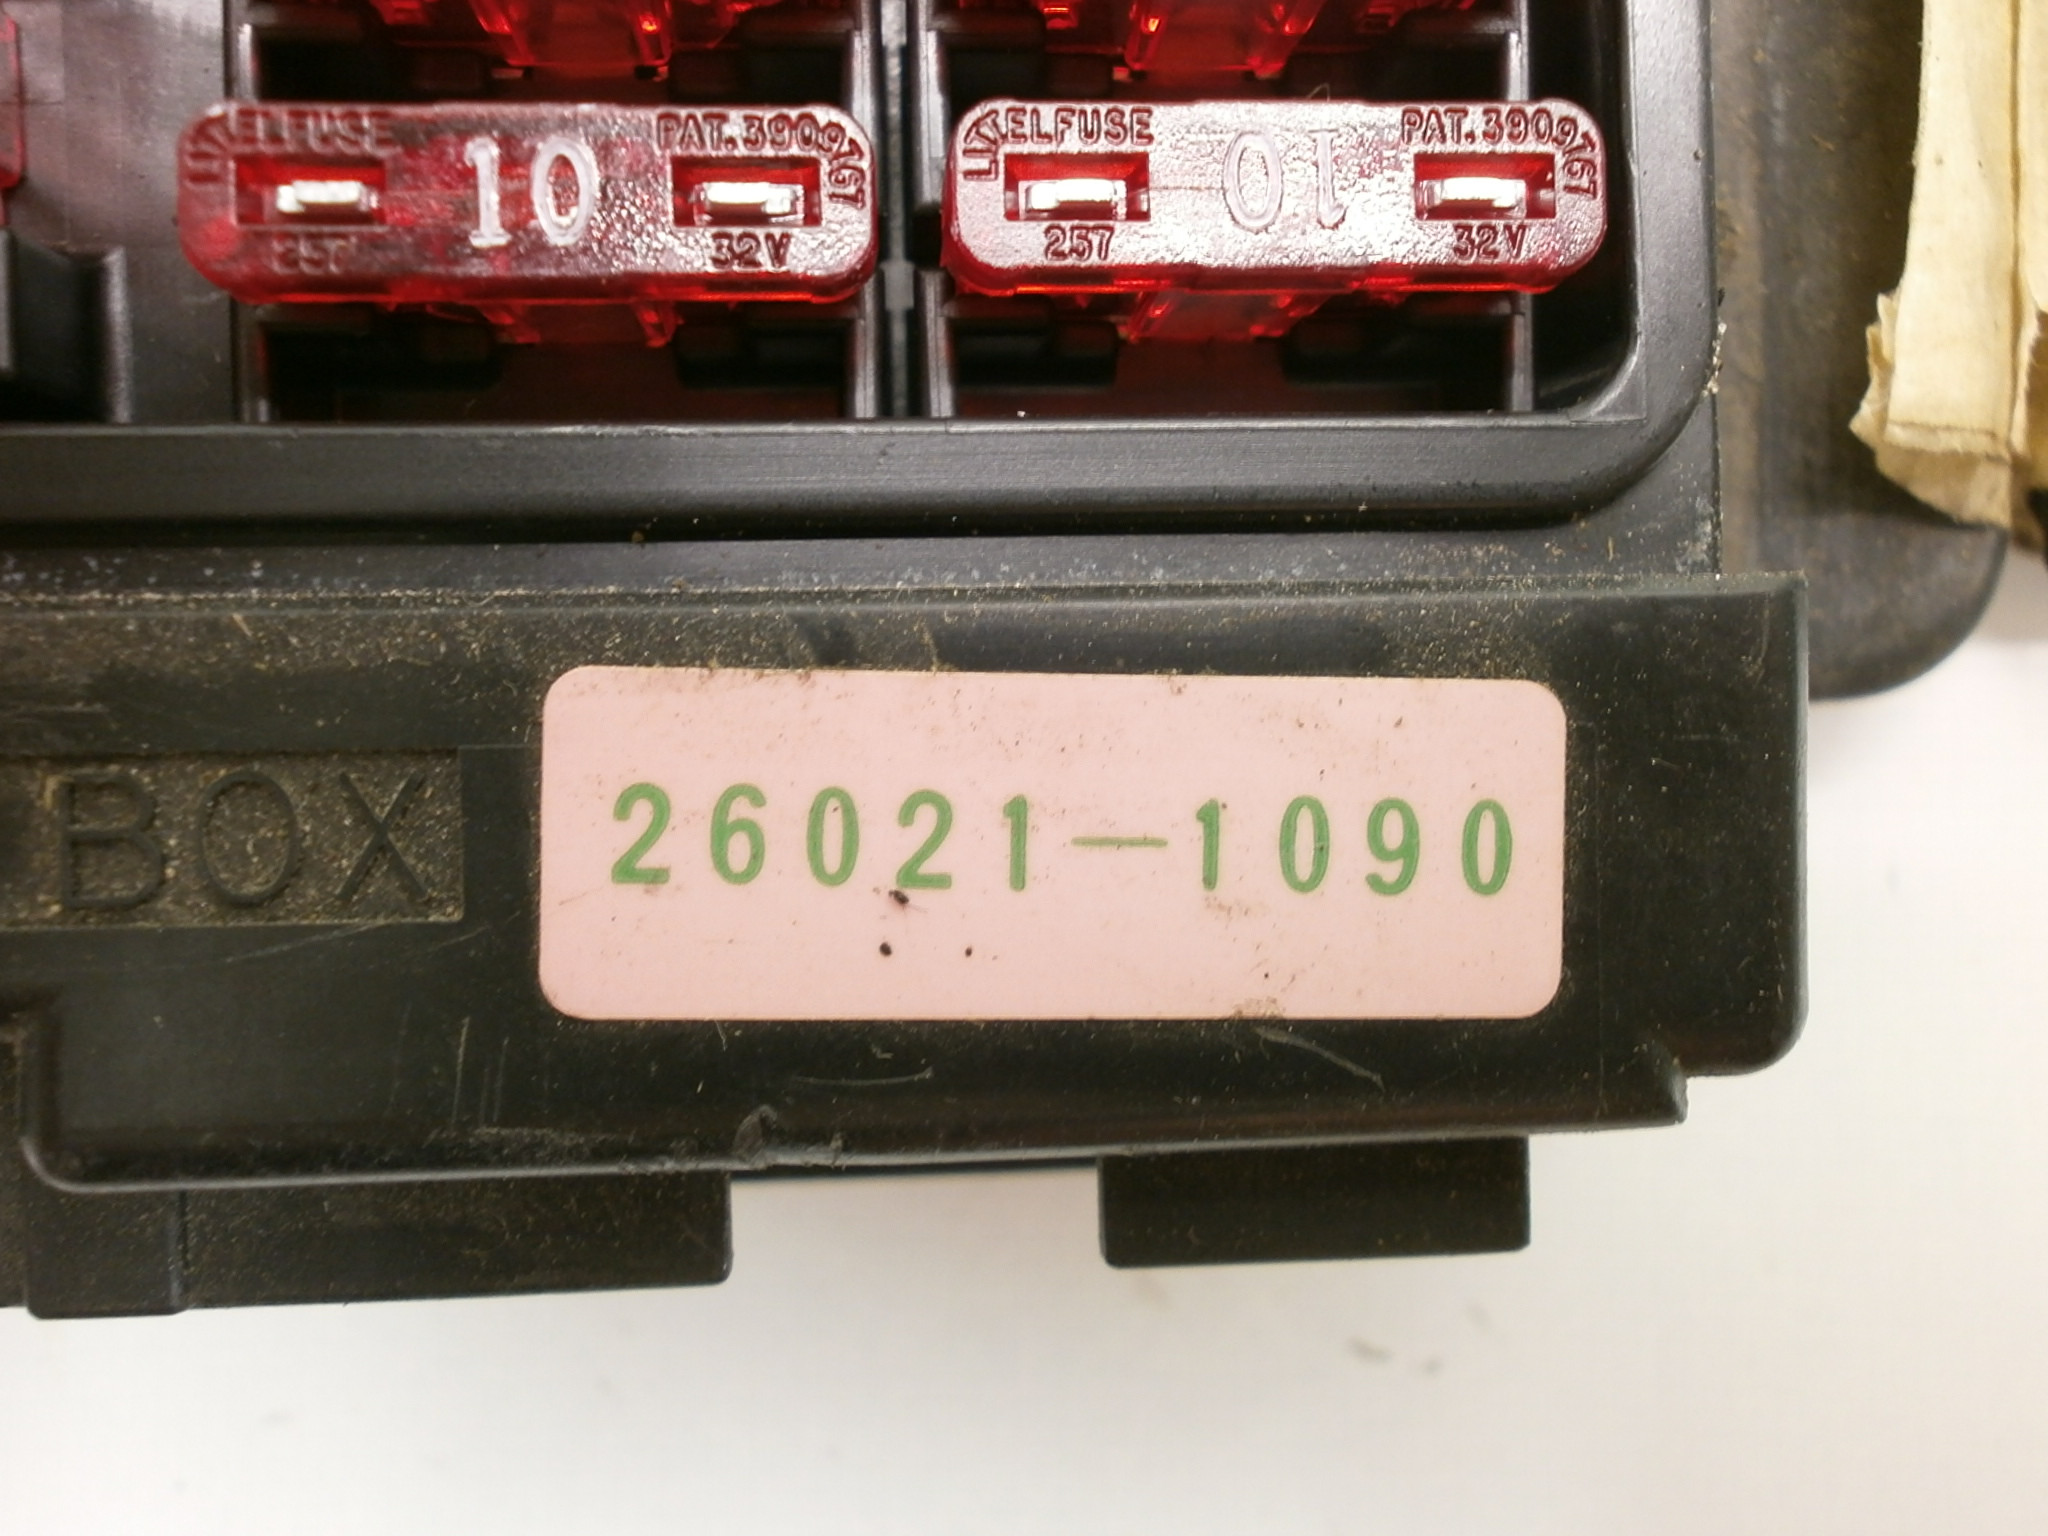 LITTELFUSE 10 PAT.3909767
257 32V
LITTELFUSE 10 PAT.3909767
257 32V
BOX
26021-1090